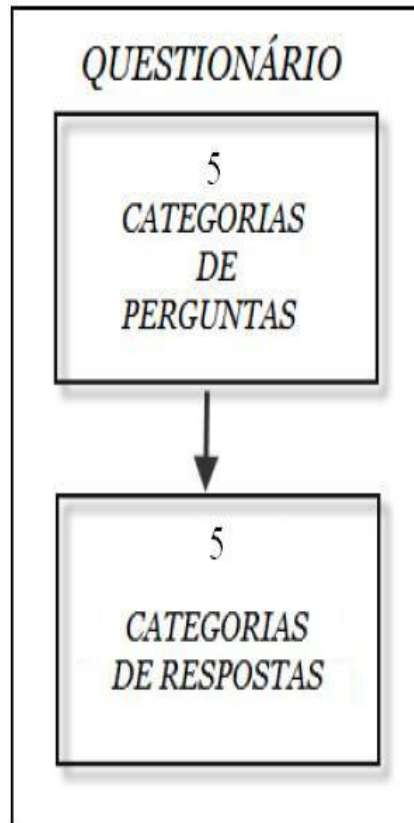 QUESTIONÁRIO
5
CATEGORIAS
DE
PERGUNTAS
5
CATEGORIAS
DE RESPOSTAS